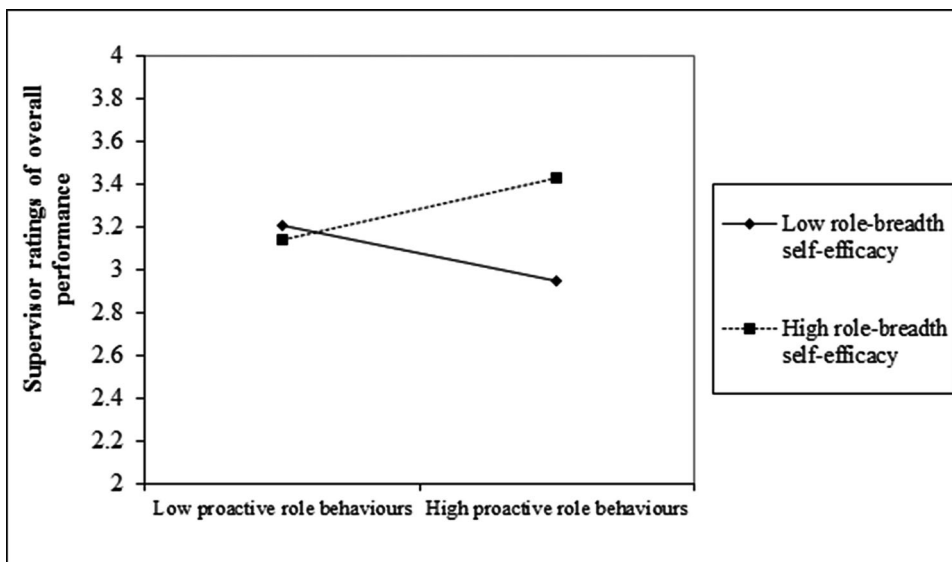 Supervisor ratings of overall
performance
4
3.8
3.6
3.4
3.2
3
2.8
2.6
2.4
2.2
2
Low proactive role behaviours High proactive role behaviours
Low role-breadth
self-efficacy
High role-breadth
self-efficacy